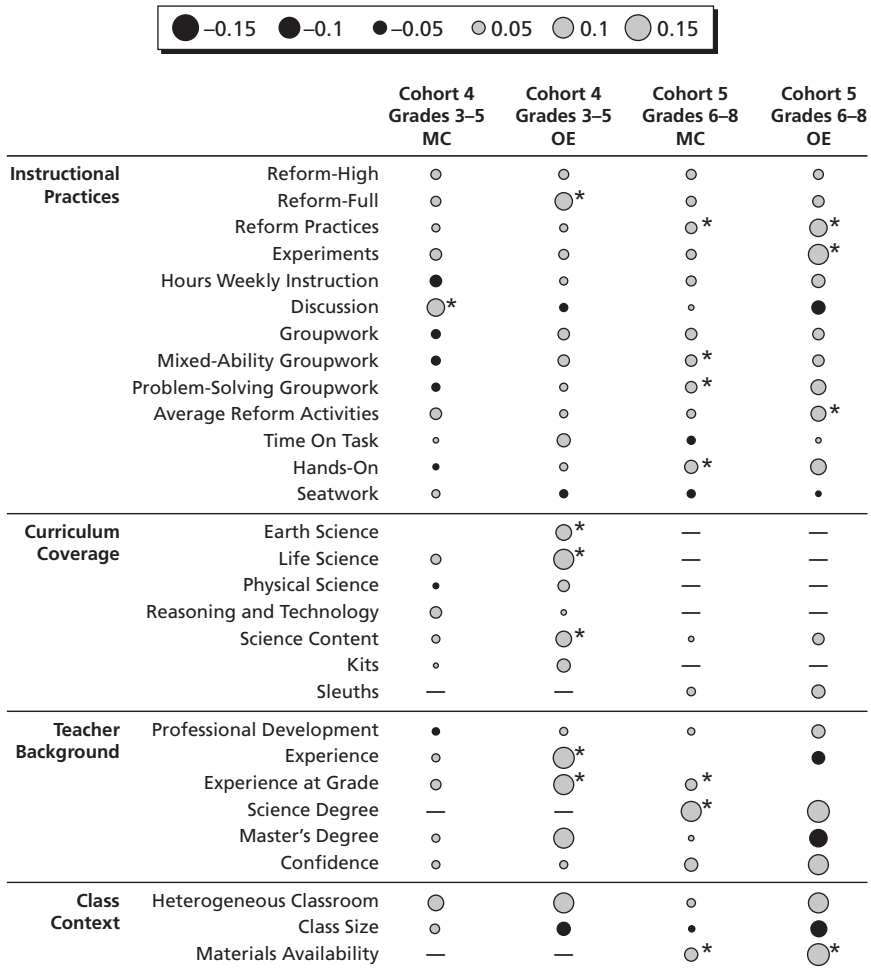 −0.15 −0.1 −0.05 0.05 0.1 0.15
Cohort 4 Cohort 4 Cohort 5 Cohort 5
Grades 3–5 Grades 3–5 Grades 6–8 Grades 6–8
MC OE MC OE
Instructional Reform-High
Practices Reform-Full *
Reform Practices * *
Experiments *
Hours Weekly Instruction
Discussion *
Groupwork
Mixed-Ability Groupwork *
Problem-Solving Groupwork *
Average Reform Activities *
Time On Task
Hands-On *
Seatwork
Curriculum Earth Science * — —
Coverage Life Science * — —
Physical Science — —
Reasoning and Technology — —
Science Content *
Kits — —
Sleuths — —
Teacher Professional Development
Background Experience *
Experience at Grade * *
Science Degree — — *
Master’s Degree
Confidence
Class Heterogeneous Classroom
Context Class Size
Materials Availability — — * *